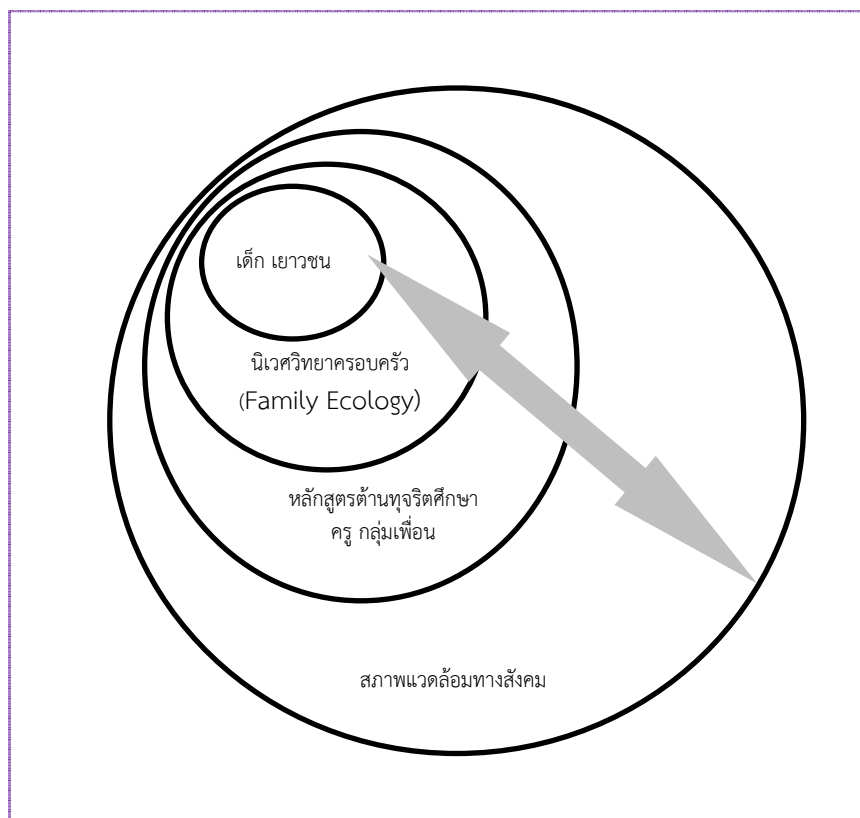 เด็ก เยาวชน
นิเวศวิทยาครอบครัว
(Family Ecology)
หลักสูตรต้านทุจริตศึกษา
ครู กลุ่มเพื่อน
สภาพแวดล้อมทางสังคม